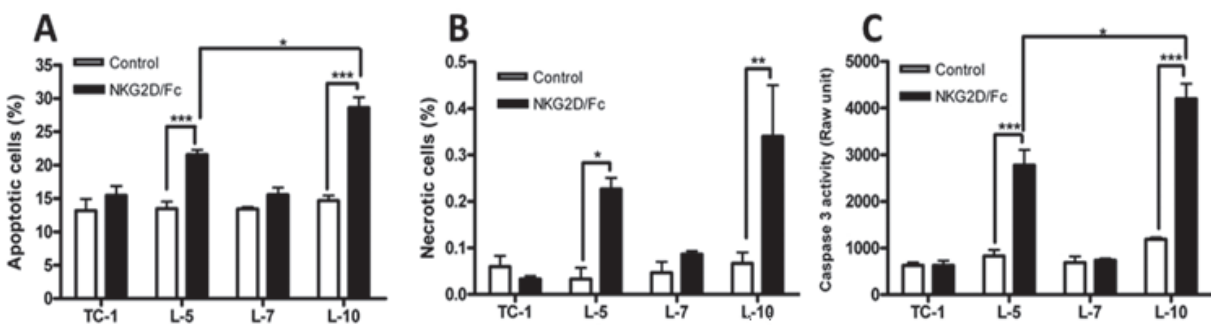 A
*
Control
NKG2D/Fc
***
***
Apoptotic cells (%)
35
30
25
20
15
10
5
0
TC-1
L-5
L-7
L-10
B
Control
NKG2D/Fc
*
**
Necrotic cells (%)
0.5
0.4
0.3
0.2
0.1
0.0
TC-1
L-5
L-7
L-10
C
*
Control
NKG2D/Fc
***
***
Caspase 3 activity (Raw unit)
5000
4000
3000
2000
1000
0
TC-1
L-5
L-7
L-10